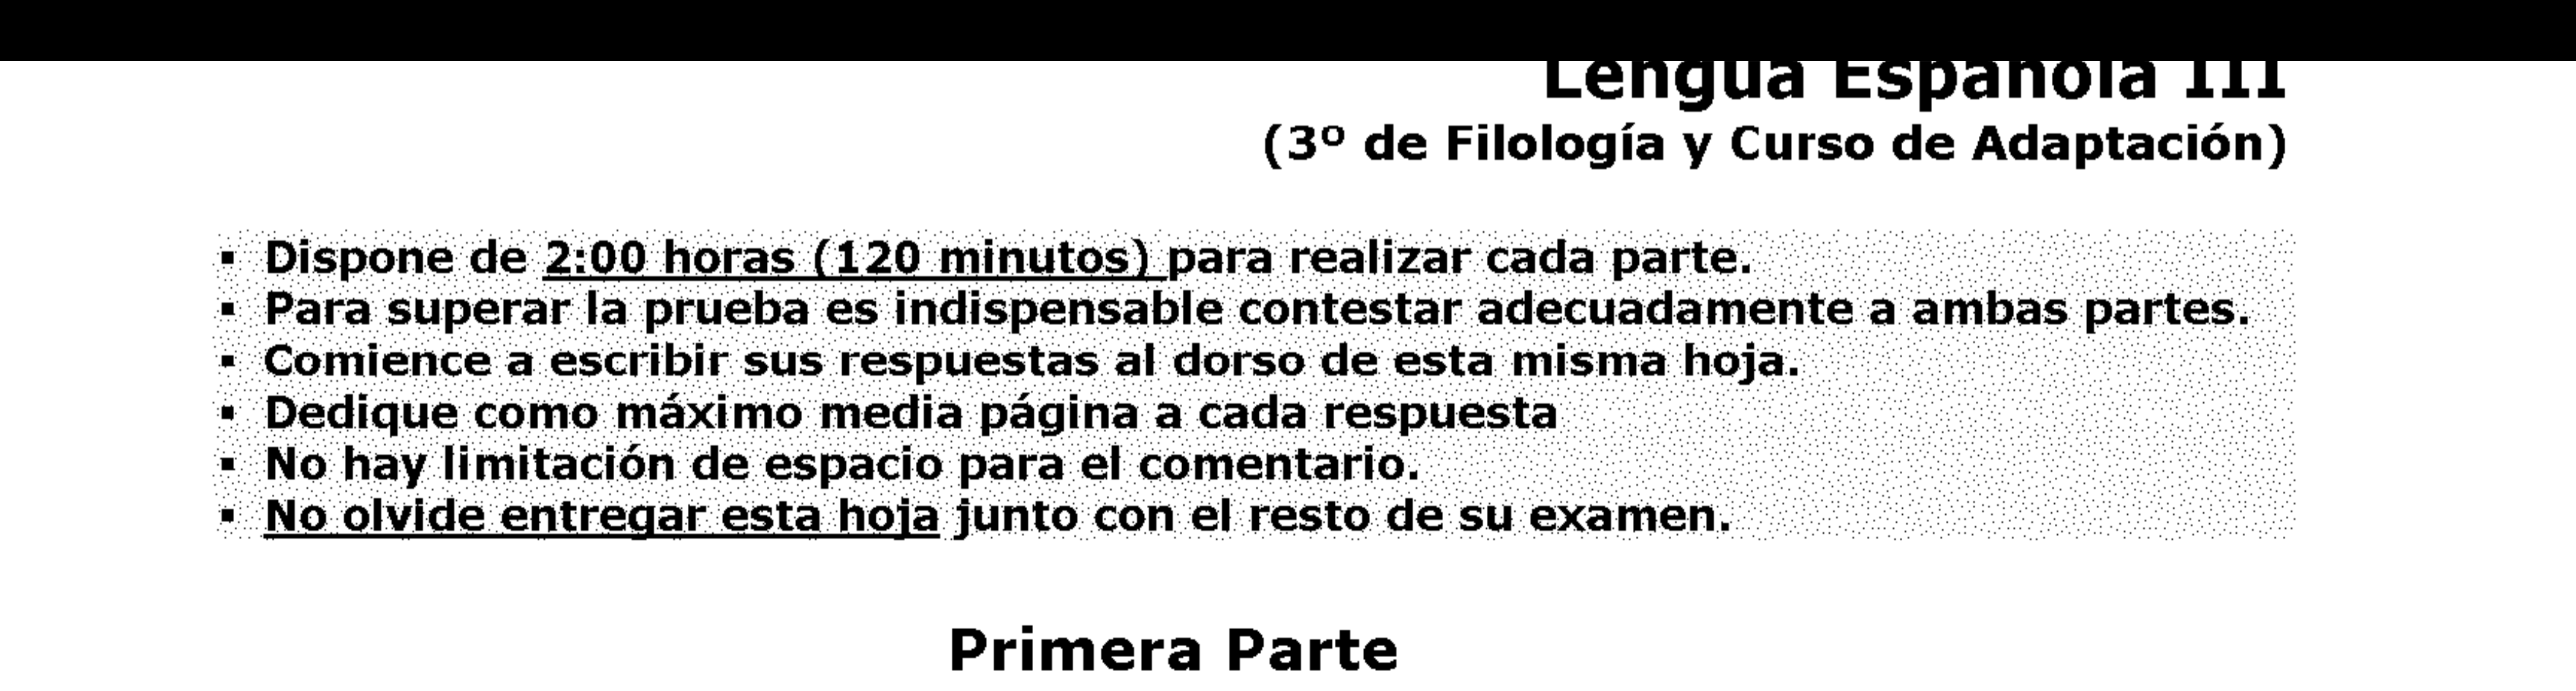 Lengua Española III
(3º de Filología y Curso de Adaptación)
▪ Dispone de 2:00 horas (120 minutos) para realizar cada parte.
▪ Para superar la prueba es indispensable contestar adecuadamente a ambas partes.
▪ Comience a escribir sus respuestas al dorso de esta misma hoja.
▪ Dedique como máximo media página a cada respuesta
▪ No hay limitación de espacio para el comentario.
▪ No olvide entregar esta hoja junto con el resto de su examen.
Primera Parte